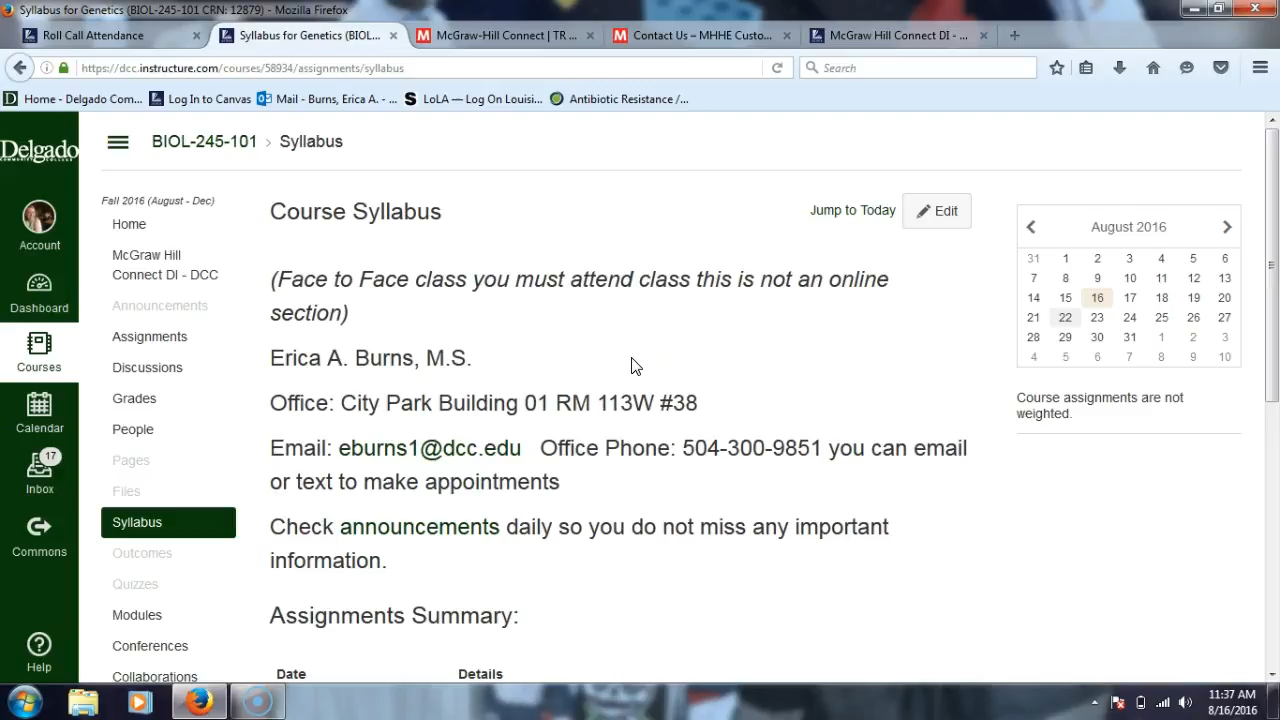 Syllabus for Genetics (BIOL-245-101 CRN: 12879) - Mozilla Firefox
Roll Call Attendance
Syllabus for Genetics (BIOL...
McGraw-Hill Connect | TR ...
Contact Us – MHHE Custo...
McGraw Hill Connect DI - ...
https://dcc.instructure.com/courses/58934/assignments/syllabus
Search
Home - Delgado Com...
Log In to Canvas
Mail - Burns, Erica A. - ...
LoLA — Log On Louisi...
Antibiotic Resistance /...
Delgado
COMMUNITY COLLEGE
Account
Dashboard
Courses
Calendar
17
Inbox
Commons
Help
BIOL-245-101 > Syllabus
Fall 2016 (August - Dec)
Home
McGraw Hill
Connect DI - DCC
Announcements
Assignments
Discussions
Grades
People
Pages
Files
Syllabus
Outcomes
Quizzes
Modules
Conferences
Collaborations
Course Syllabus
Jump to Today
Edit
(Face to Face class you must attend class this is not an online
section)
Erica A. Burns, M.S.
Office: City Park Building 01 RM 113W #38
Email: eburns1@dcc.edu Office Phone: 504-300-9851 you can email
or text to make appointments
Check announcements daily so you do not miss any important
information.
Assignments Summary:
Date Details
August 2016
31 1 2 3 4 5 6
7 8 9 10 11 12 13
14 15 16 17 18 19 20
21 22 23 24 25 26 27
28 29 30 31 1 2 3
4 5 6 7 8 9 10
Course assignments are not
weighted.
11:37 AM
8/16/2016